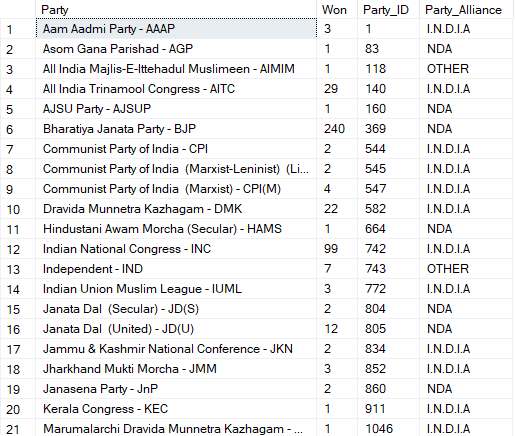 Party Won Party_ID Party_Alliance
1 Aam Aadmi Party - AAAP 3 1 I.N.D.I.A
2 Asom Gana Parishad - AGP 1 83 NDA
3 All India Majlis-E-Ittehadul Muslimeen - AIMIM 1 118 OTHER
4 All India Trinamool Congress - AITC 29 140 I.N.D.I.A
5 AJSU Party - AJSUP 1 160 NDA
6 Bharatiya Janata Party - BJP 240 369 NDA
7 Communist Party of India - CPI 2 544 I.N.D.I.A
8 Communist Party of India (Marxist-Leninist) (Li... 2 545 I.N.D.I.A
9 Communist Party of India (Marxist) - CPI(M) 4 547 I.N.D.I.A
10 Dravida Munnetra Kazhagam - DMK 22 582 I.N.D.I.A
11 Hindustani Awam Morcha (Secular) - HAMS 1 664 NDA
12 Indian National Congress - INC 99 742 I.N.D.I.A
13 Independent - IND 7 743 OTHER
14 Indian Union Muslim League - IUML 3 772 I.N.D.I.A
15 Janata Dal (Secular) - JD(S) 2 804 NDA
16 Janata Dal (United) - JD(U) 12 805 NDA
17 Jammu & Kashmir National Conference - JKN 2 834 I.N.D.I.A
18 Jharkhand Mukti Morcha - JMM 3 852 I.N.D.I.A
19 Janasena Party - JnP 2 860 NDA
20 Kerala Congress - KEC 1 911 I.N.D.I.A
21 Marumalarchi Dravida Munnetra Kazhagam - ... 1 1046 I.N.D.I.A